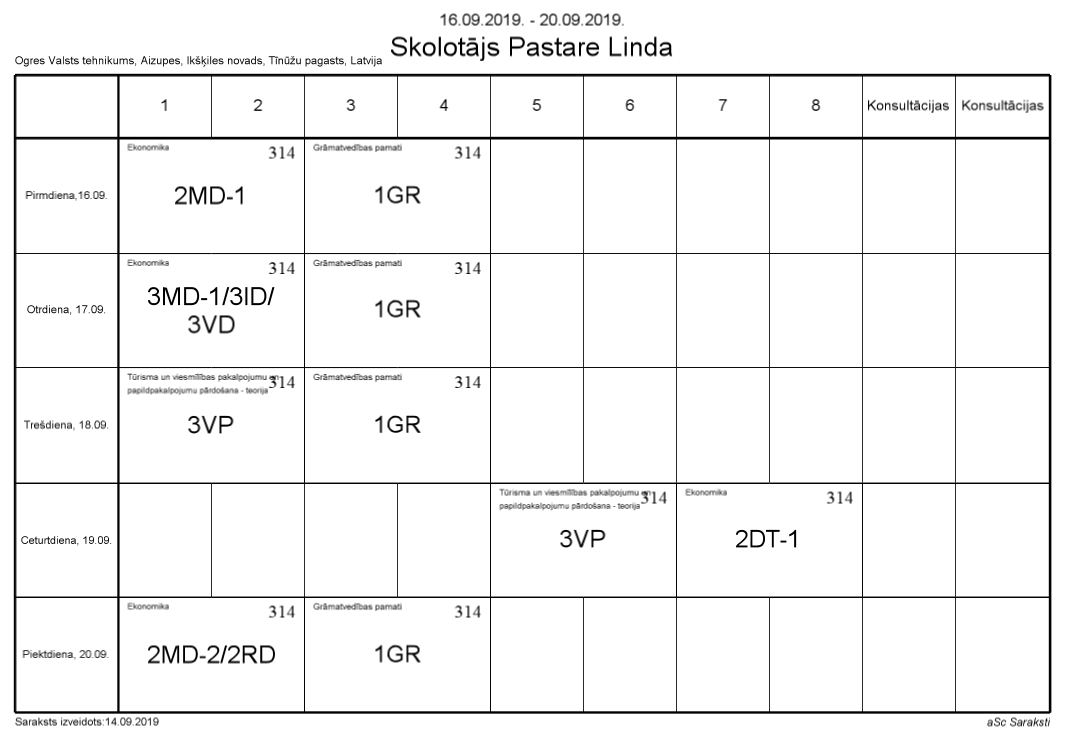 16.09.2019. - 20.09.2019.
Skolotājs Pastare Linda
Ogres Valsts tehnikums, Aizupes, Ikšķiles novads, Tīnūžu pagasts, Latvija
1 2 3 4 5 6 7 8 Konsultācijas Konsultācijas
Pirmdiena,16.09.
Ekonomika 314
2MD-1
Grāmatvedības pamati 314
1GR
Otrdiena, 17.09.
Ekonomika 314
3MD-1/3ID/
3VD
Grāmatvedības pamati 314
1GR
Trešdiena, 18.09.
Tūrisma un viesmīlības pakalpojumu en 314
papildpakalpojumu pārdošana - teorija
3VP
Grāmatvedības pamati 314
1GR
Ceturtdiena, 19.09.
Tūrisma un viesmīlības pakalpojumu en 314
papildpakalpojumu pārdošana - teorija
3VP
Ekonomika 314
2DT-1
Piektdiena, 20.09.
Ekonomika 314
2MD-2/2RD
Grāmatvedības pamati 314
1GR
Saraksts izveidots:14.09.2019
aSc Saraksti